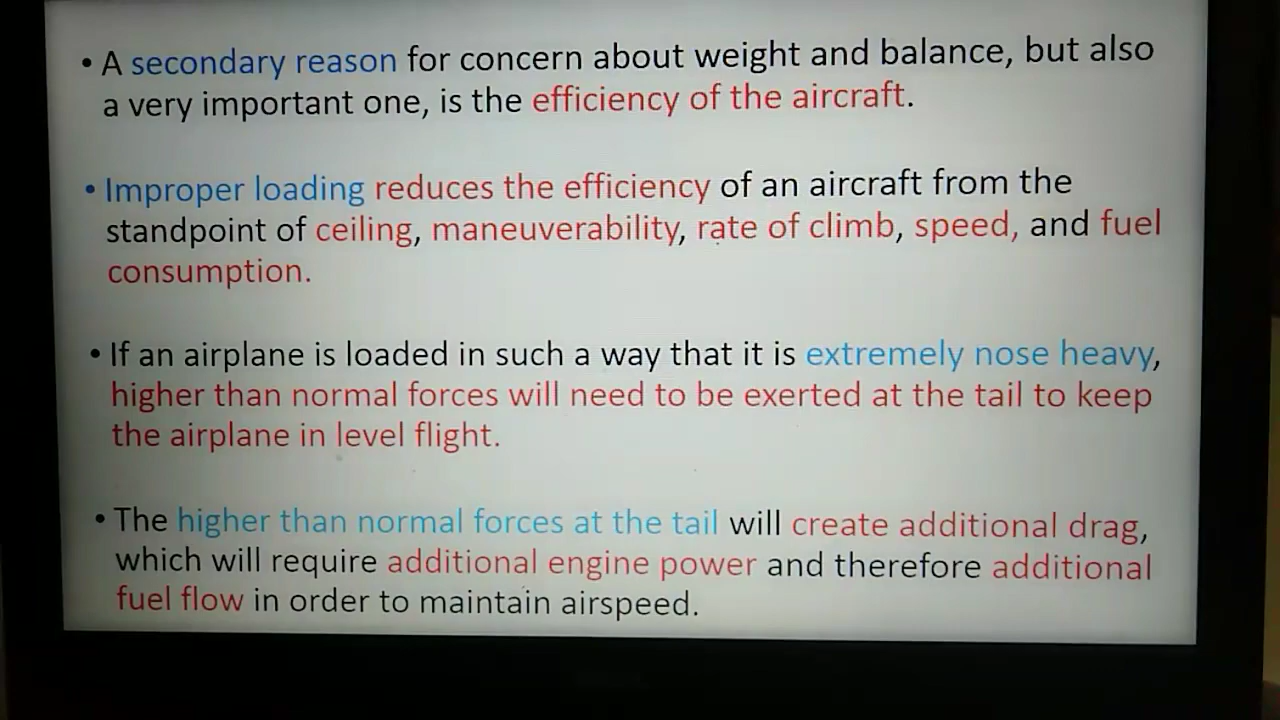 • A secondary reason for concern about weight and balance, but also
a very important one, is the efficiency of the aircraft.
• Improper loading reduces the efficiency of an aircraft from the
standpoint of ceiling, maneuverability, rate of climb, speed, and fuel
consumption.
• If an airplane is loaded in such a way that it is extremely nose heavy,
higher than normal forces will need to be exerted at the tail to keep
the airplane in level flight.
• The higher than normal forces at the tail will create additional drag,
which will require additional engine power and therefore additional
fuel flow in order to maintain airspeed.